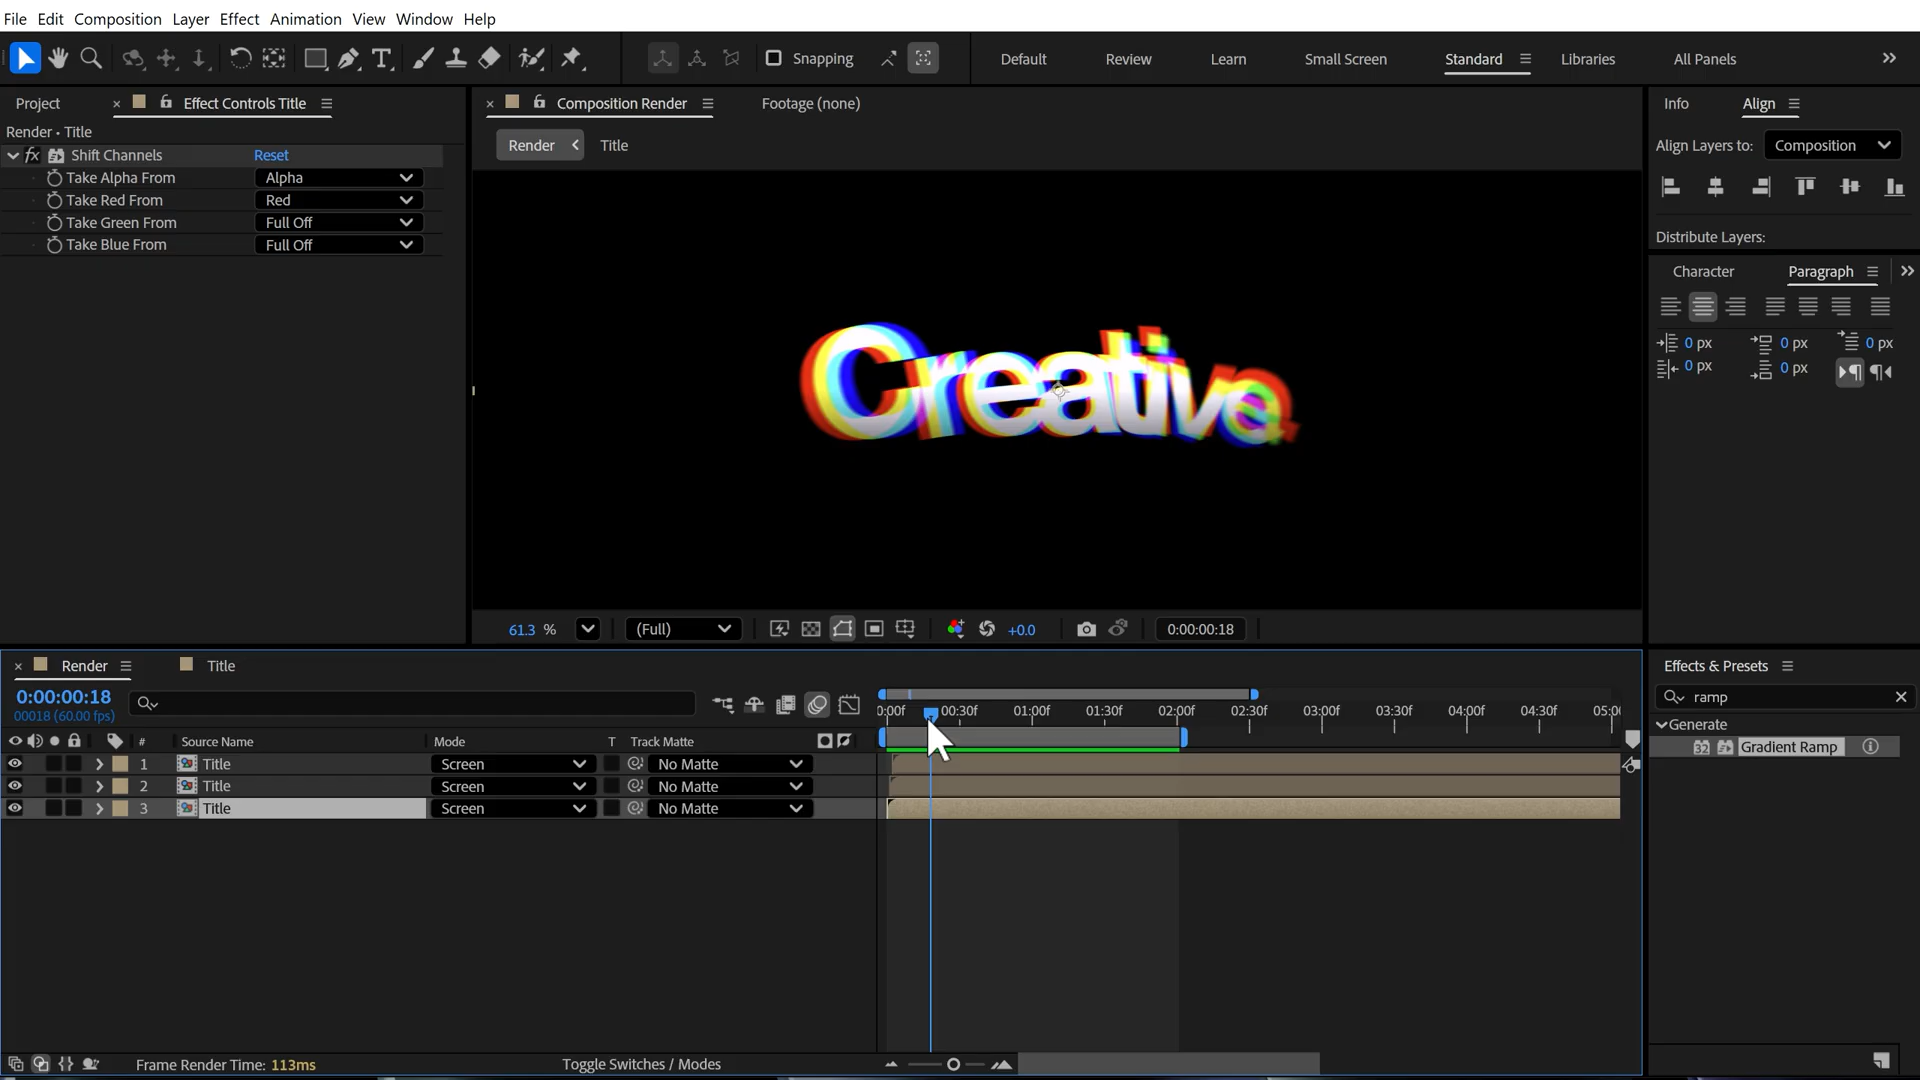 File Edit Composition Layer Effect Animation View Window Help
Snapping
Default Review Learn Small Screen Standard Libraries All Panels
Project Effect Controls Title
Render • Title
fx Shift Channels Reset
Take Alpha From Alpha
Take Red From Red
Take Green From Full Off
Take Blue From Full Off
Composition Render Footage (none)
Render Title
Creative.
61.3 % (Full) +0.0 0:00:00:18
Info Align
Align Layers to: Composition
Distribute Layers:
Character Paragraph
0 px 0 px 0 px
0 px 0 px
Render Title
0:00:00:18
00018 (60.00 fps)
0:00f 00:30f 01:00f 01:30f 02:00f 02:30f 03:00f 03:30f 04:00f 04:30f 05:0
# Source Name Mode T Track Matte
1 Title Screen No Matte
2 Title Screen No Matte
3 Title Screen No Matte
Frame Render Time: 113ms Toggle Switches / Modes
Effects & Presets
ramp
Generate
32 Gradient Ramp